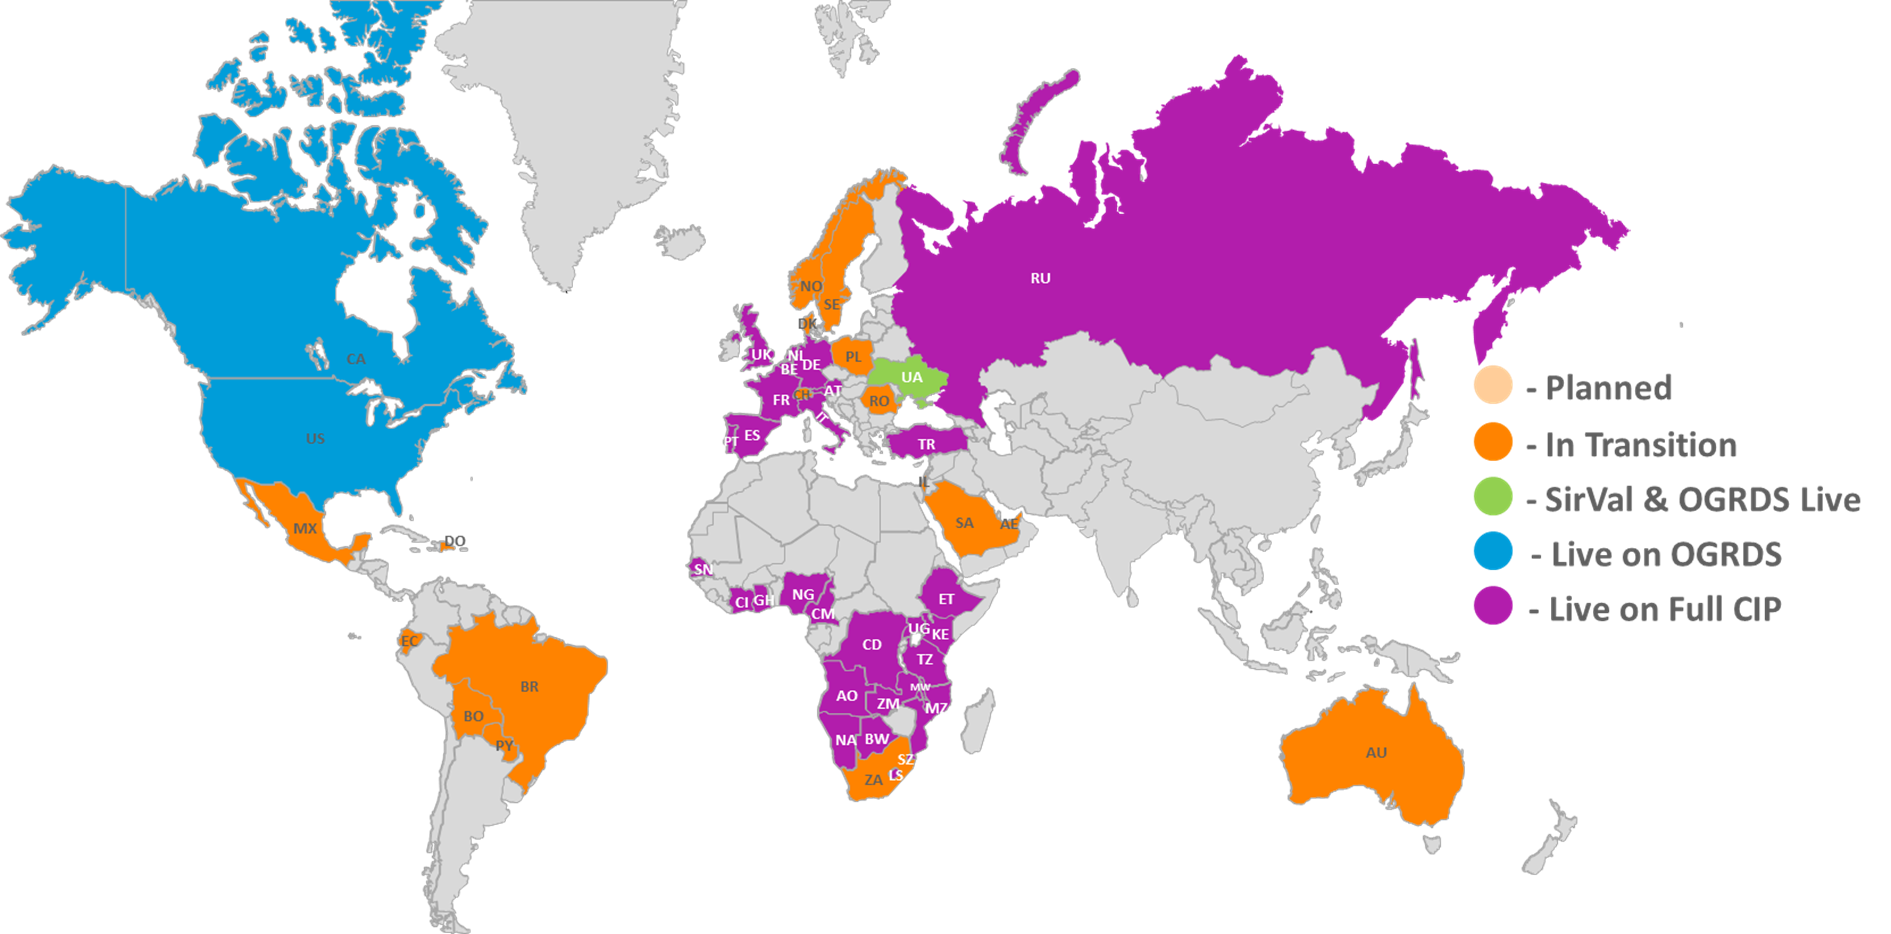 RU
NO
SE
DK
CA
UK
NL
BE
DE
PL
UA
AT
FR
CH
RO
IT
US
PT
ES
TR
IL
MX
SA
AE
DO
SN
CI
GH
NG
CM
ET
UG
KE
EC
CD
TZ
BR
AO
MW
ZM
MZ
BO
NA
BW
PY
SZ
LS
ZA
AU
- Planned
- In Transition
- SirVal & OGRDS Live
- Live on OGRDS
- Live on Full CIP